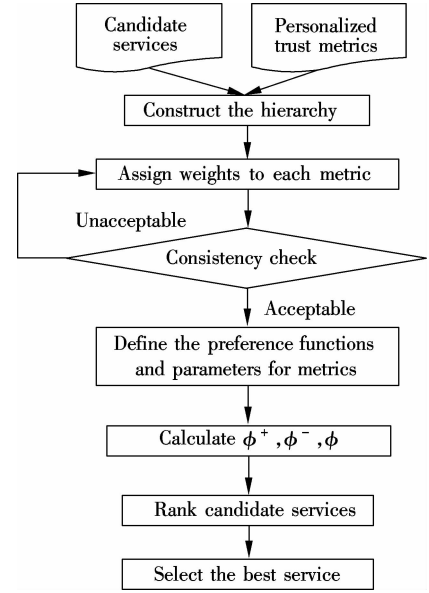 Candidate
services
Personalized
trust metrics
Construct the hierarchy
Assign weights to each metric
Unacceptable
Consistency check
Acceptable
Define the preference functions
and parameters for metrics
Calculate ϕ⁺,ϕ⁻,ϕ
Rank candidate services
Select the best service